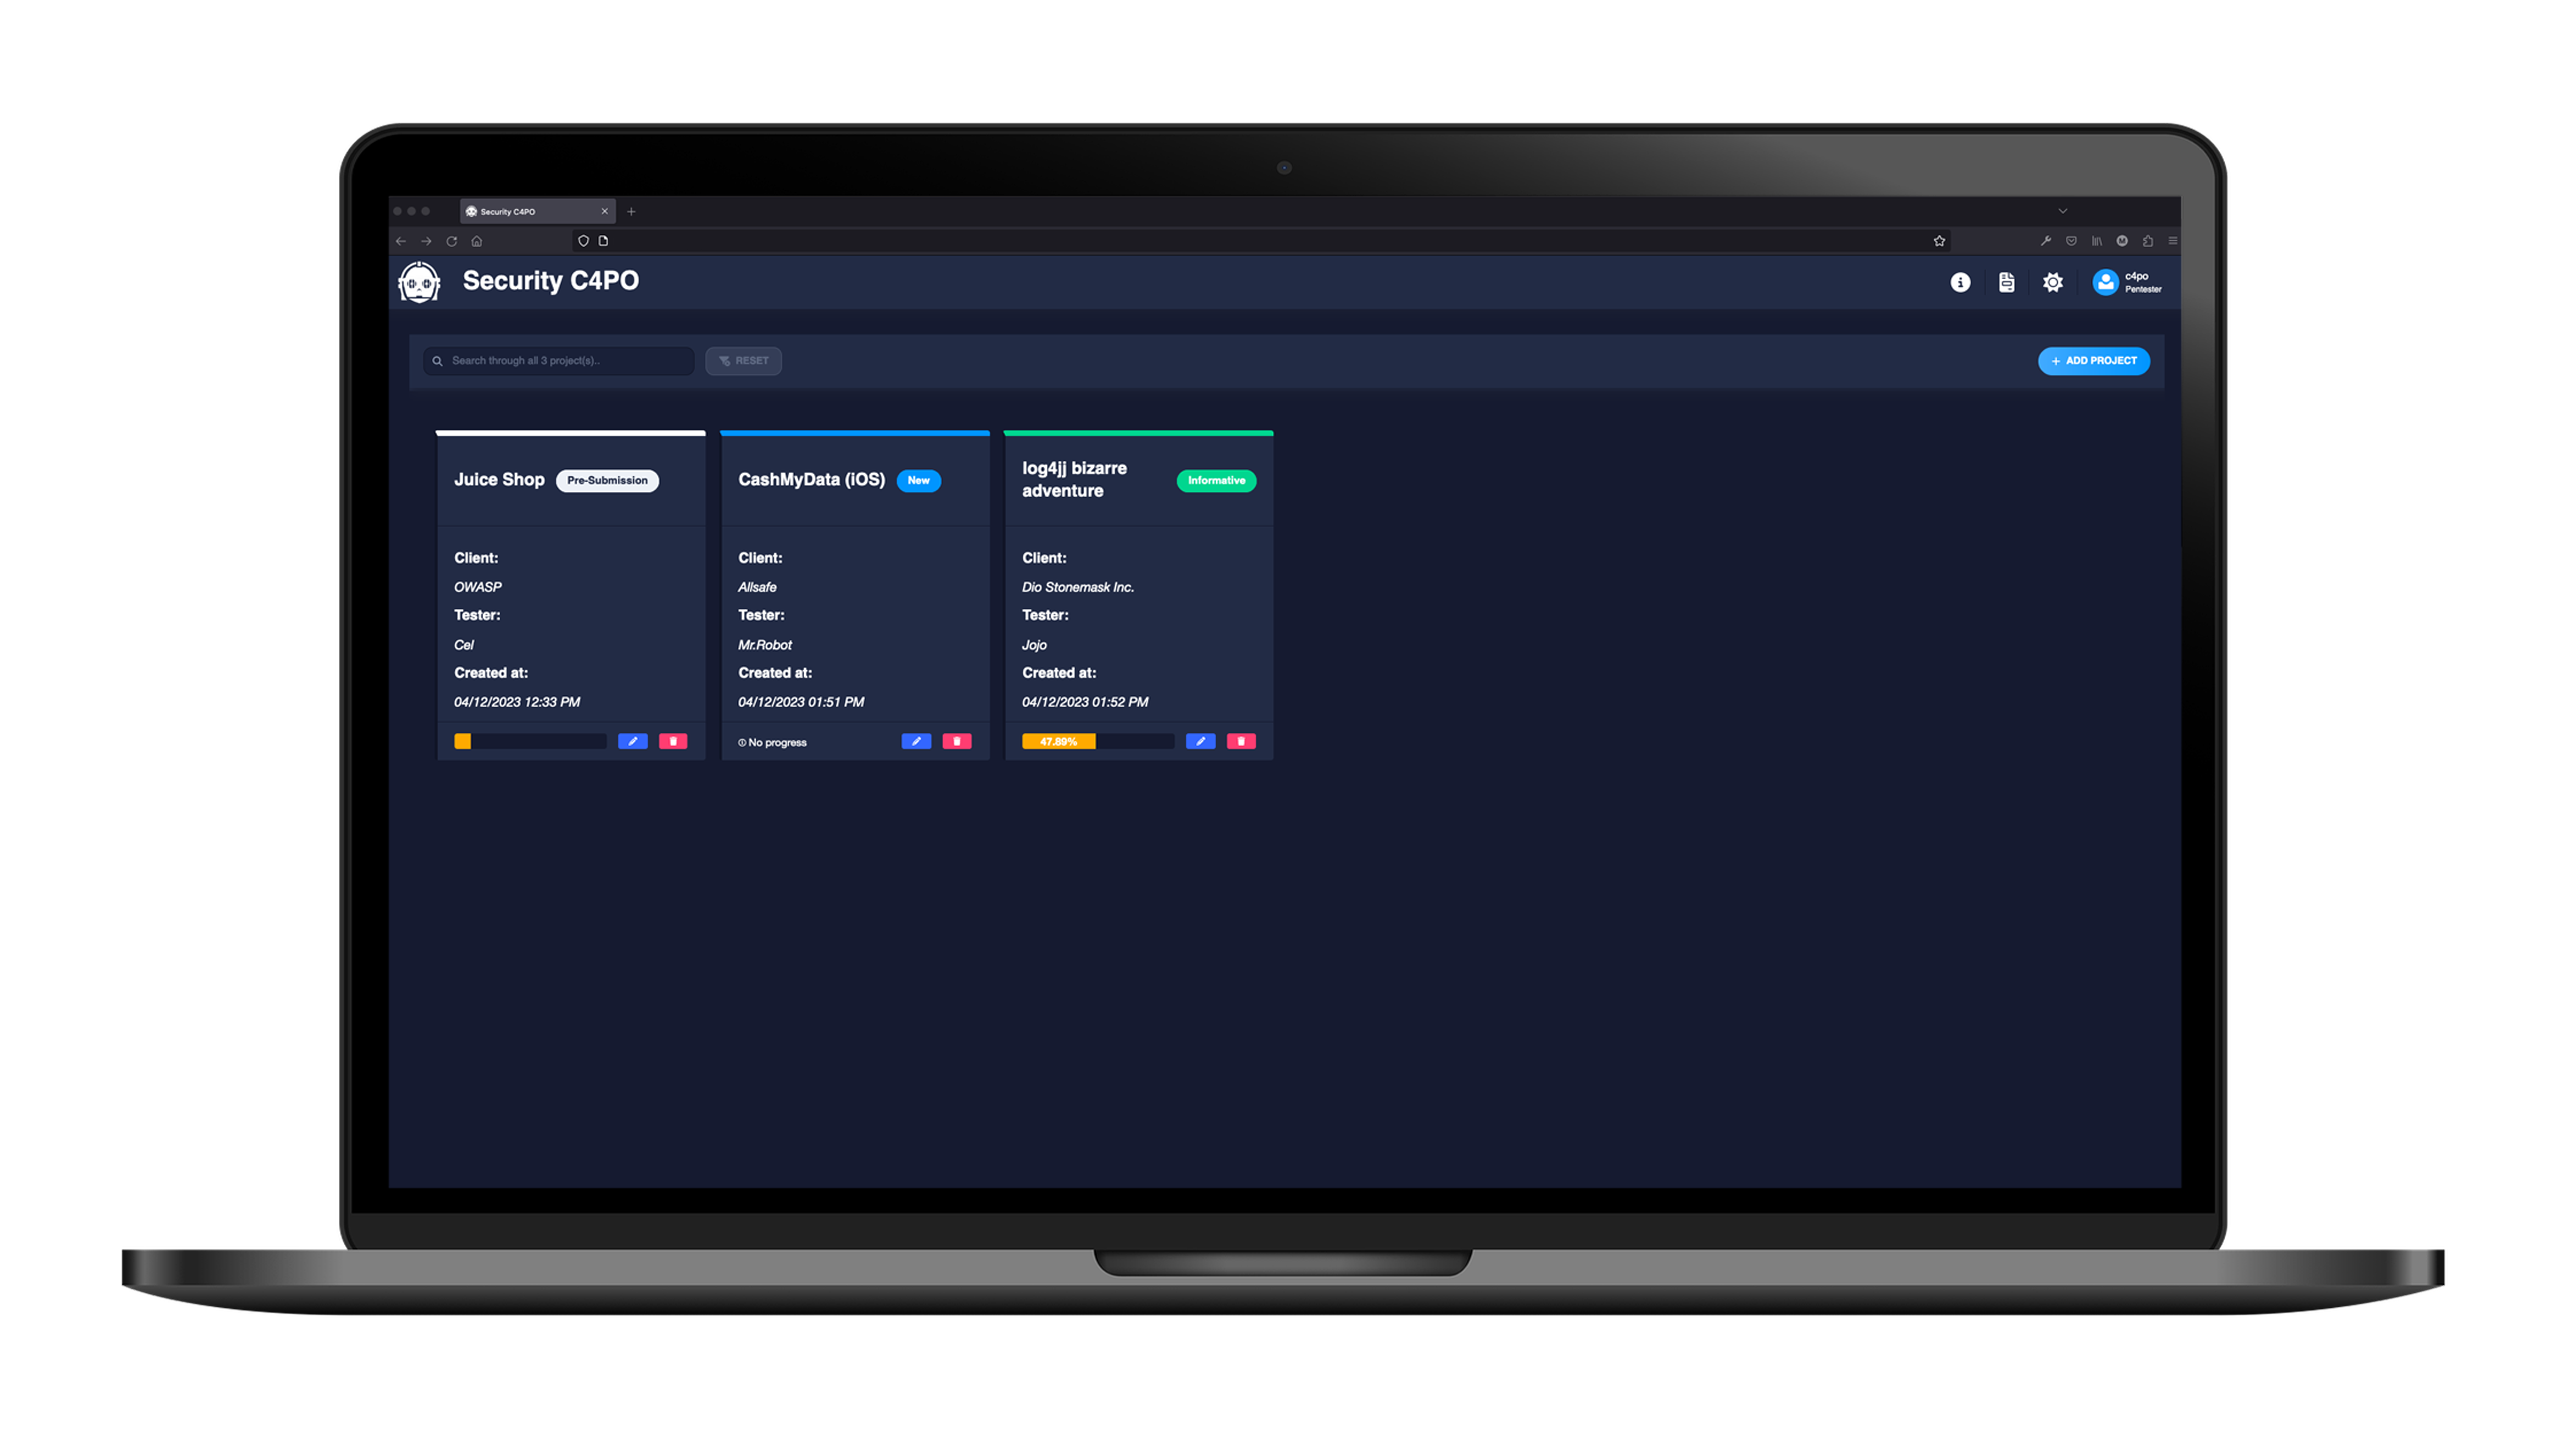 Security C4PO
Security C4PO
c4po
Pentester
Search through all 3 project(s)..
RESET
ADD PROJECT
Juice Shop
Pre-Submission
Client:
OWASP
Tester:
Cel
Created at:
04/12/2023 12:33 PM
CashMyData (iOS)
New
Client:
Allsafe
Tester:
Mr.Robot
Created at:
04/12/2023 01:51 PM
No progress
log4jj bizarre
adventure
Informative
Client:
Dio Stonemask Inc.
Tester:
Jojo
Created at:
04/12/2023 01:52 PM
47.89%